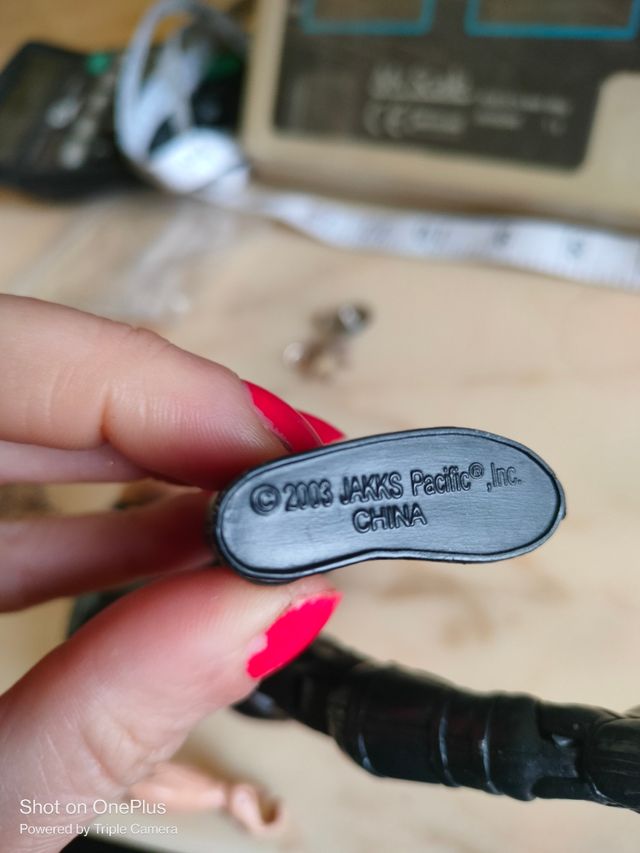 © 2003 JAKKS Pacific®, Inc.
CHINA
Shot on OnePlus
Powered by Triple Camera